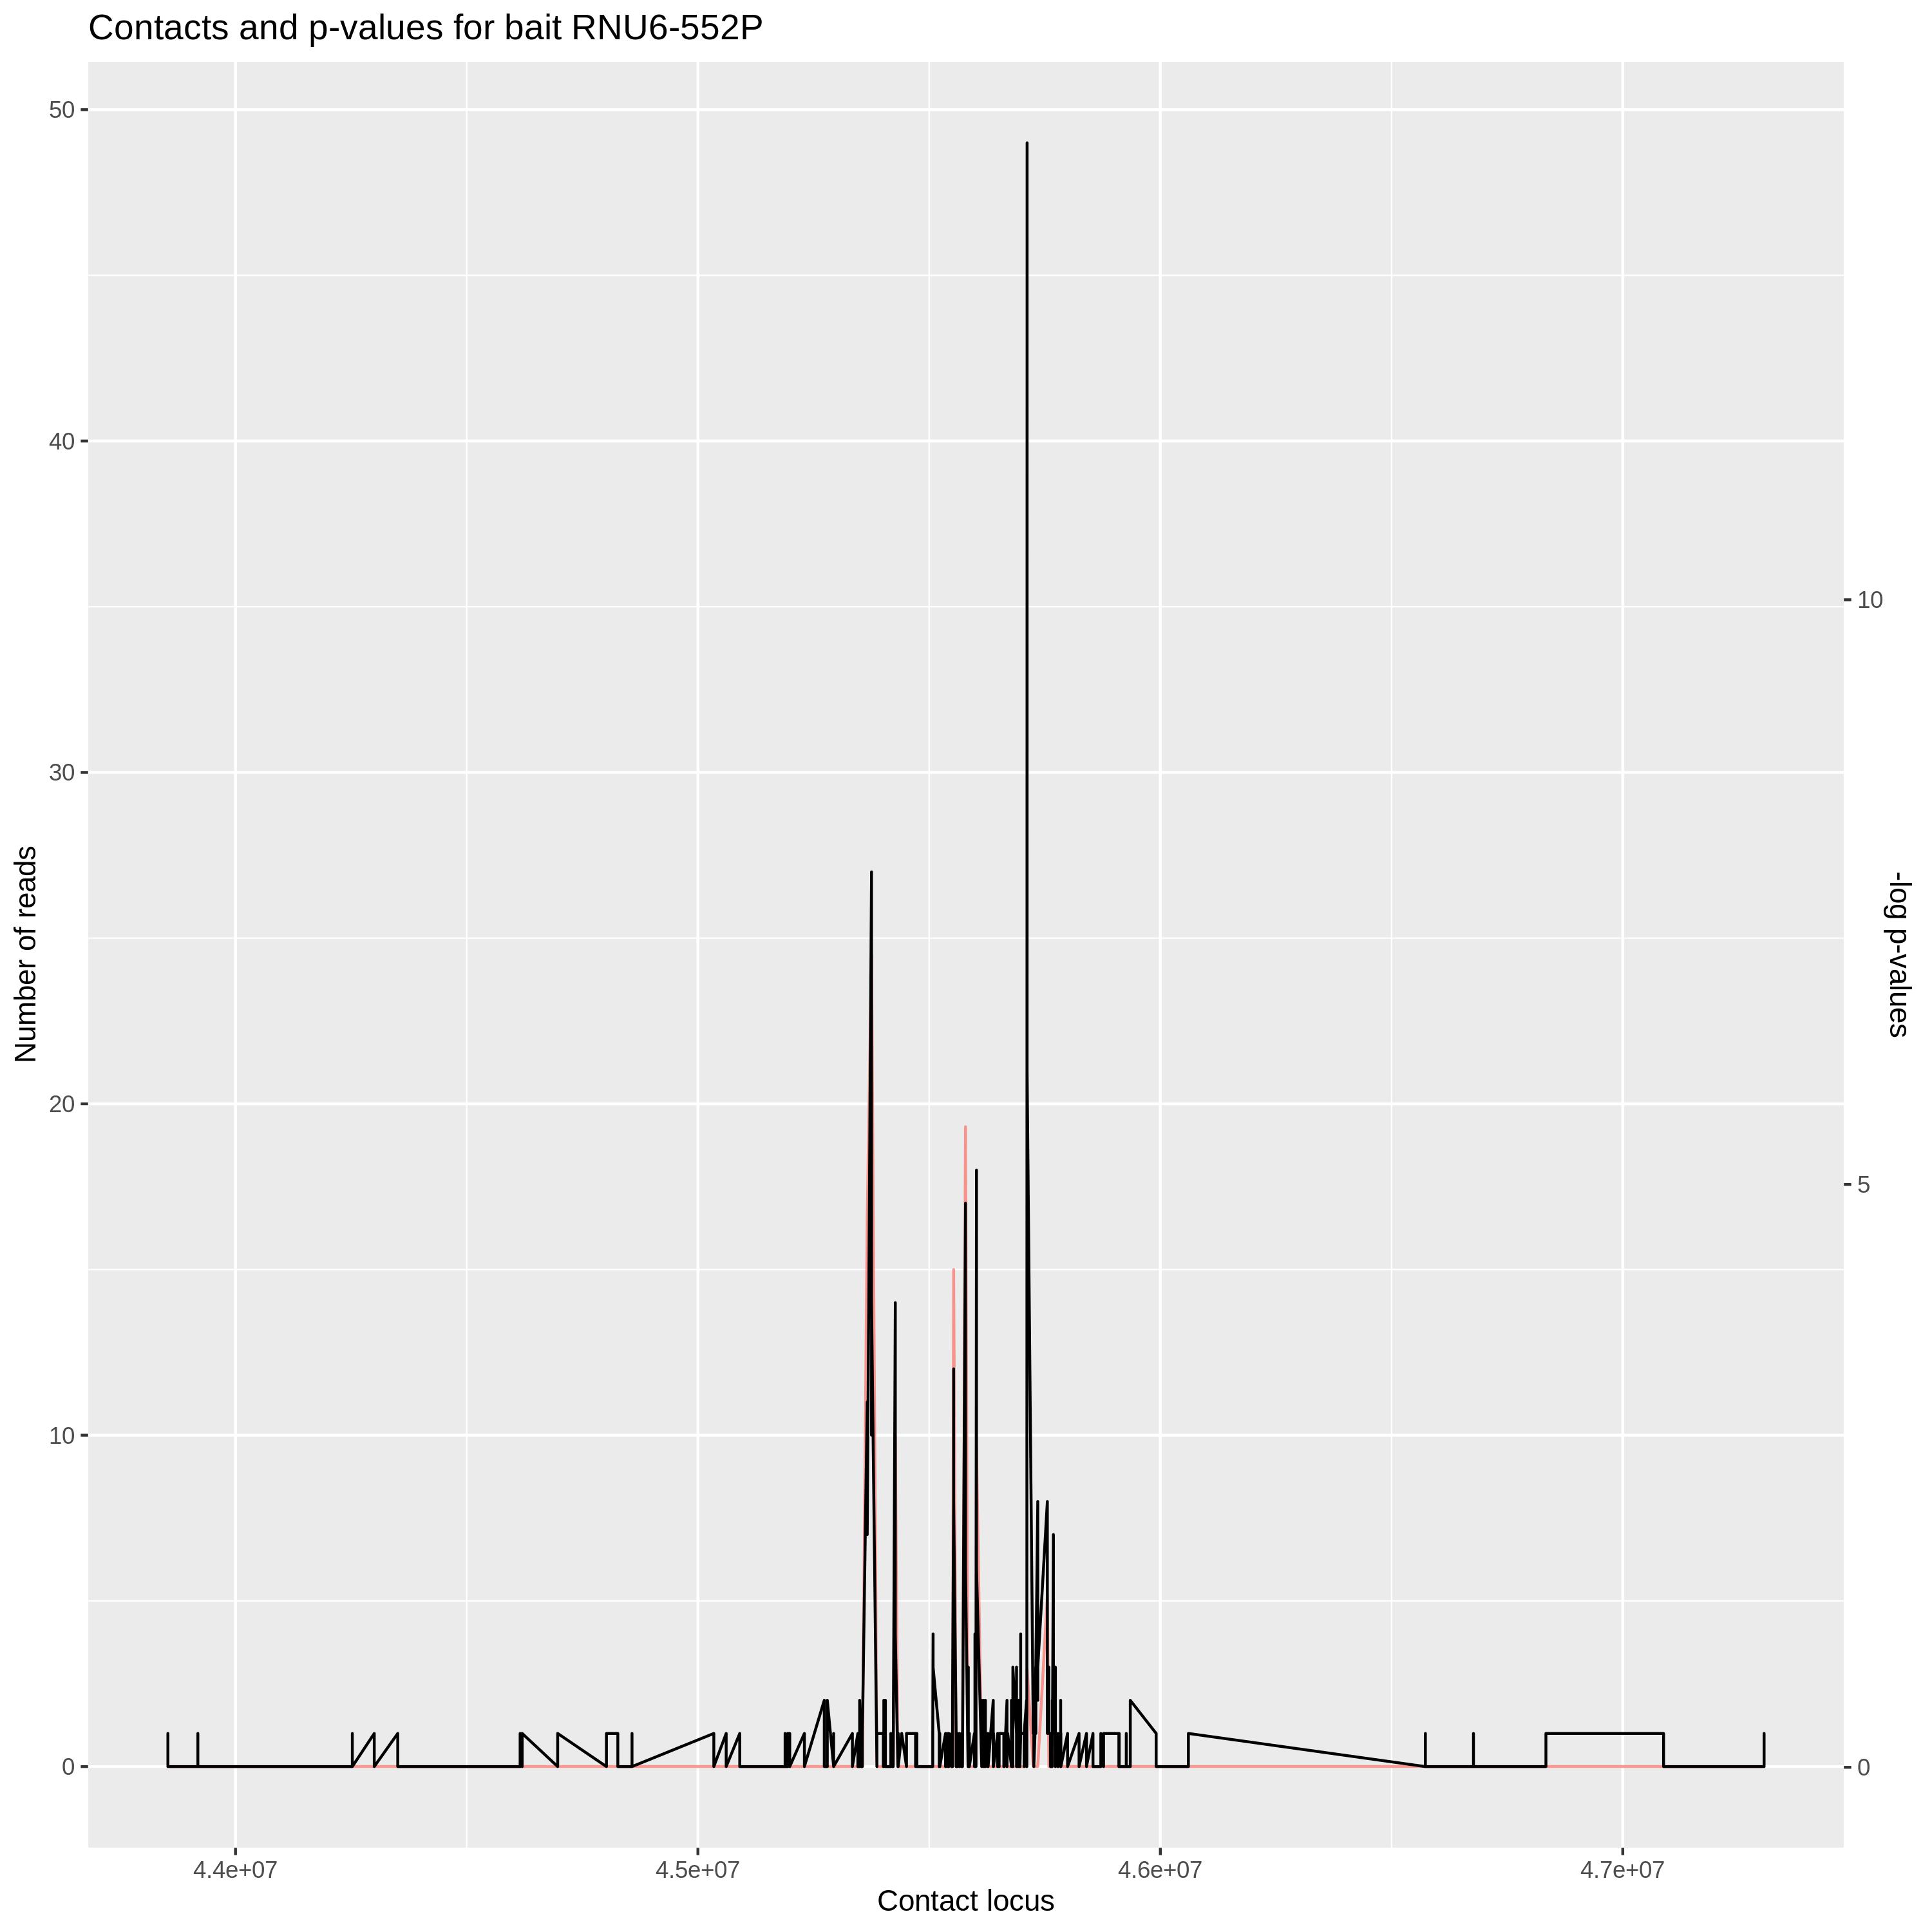 Contacts and p-values for bait RNU6-552P
50
40
30
20
10
0
Number of reads
10
5
0
-log p-values
4.4e+07
4.5e+07
4.6e+07
4.7e+07
Contact locus